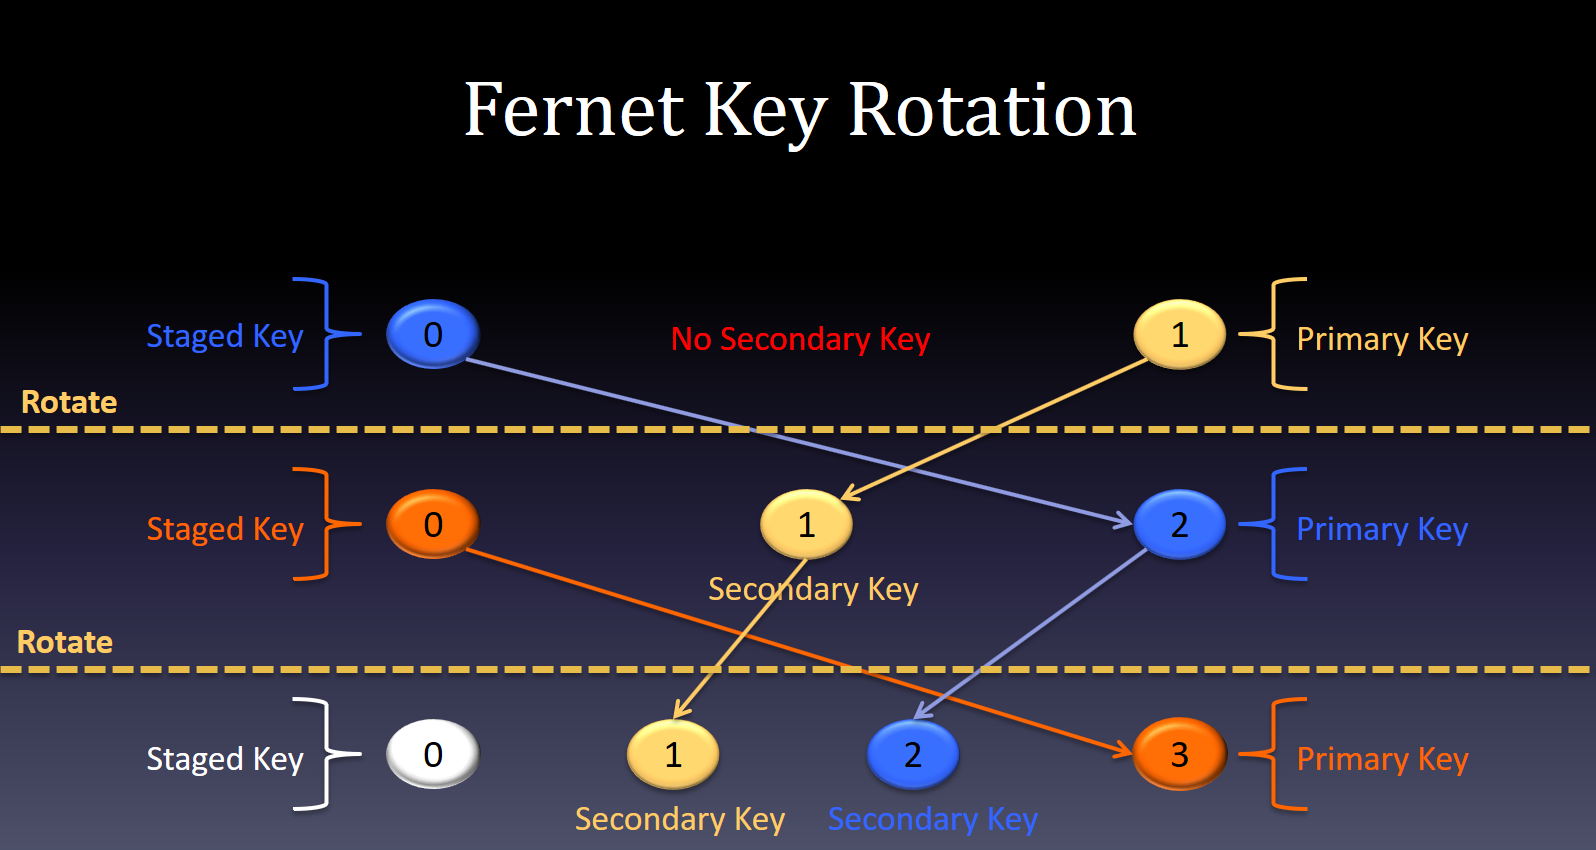 Fernet Key Rotation
Staged Key
0
No Secondary Key
1
Primary Key
Rotate
Staged Key
0
1
2
Primary Key
Secondary Key
Rotate
Staged Key
0
1
2
3
Primary Key
Secondary Key
Secondary Key